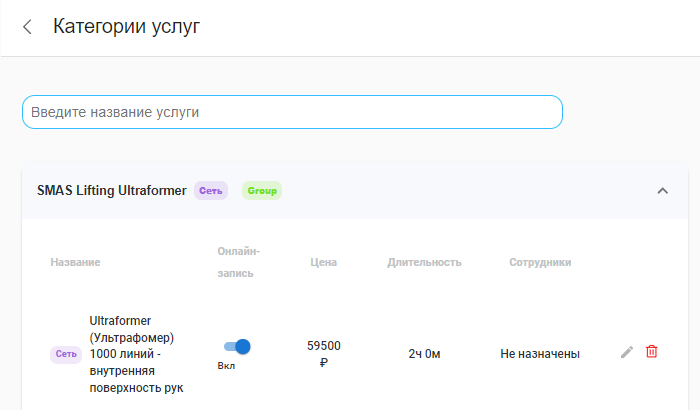 Категории услуг
Введите название услуги
SMAS Lifting Ultraformer Сеть Group
Название Онлайн-запись Цена Длительность Сотрудники
Сеть
Ultraformer
(Ультрафомер)
1000 линий -
внутренняя
поверхность рук
Вкл
59500
₽
2ч 0м
Не назначены